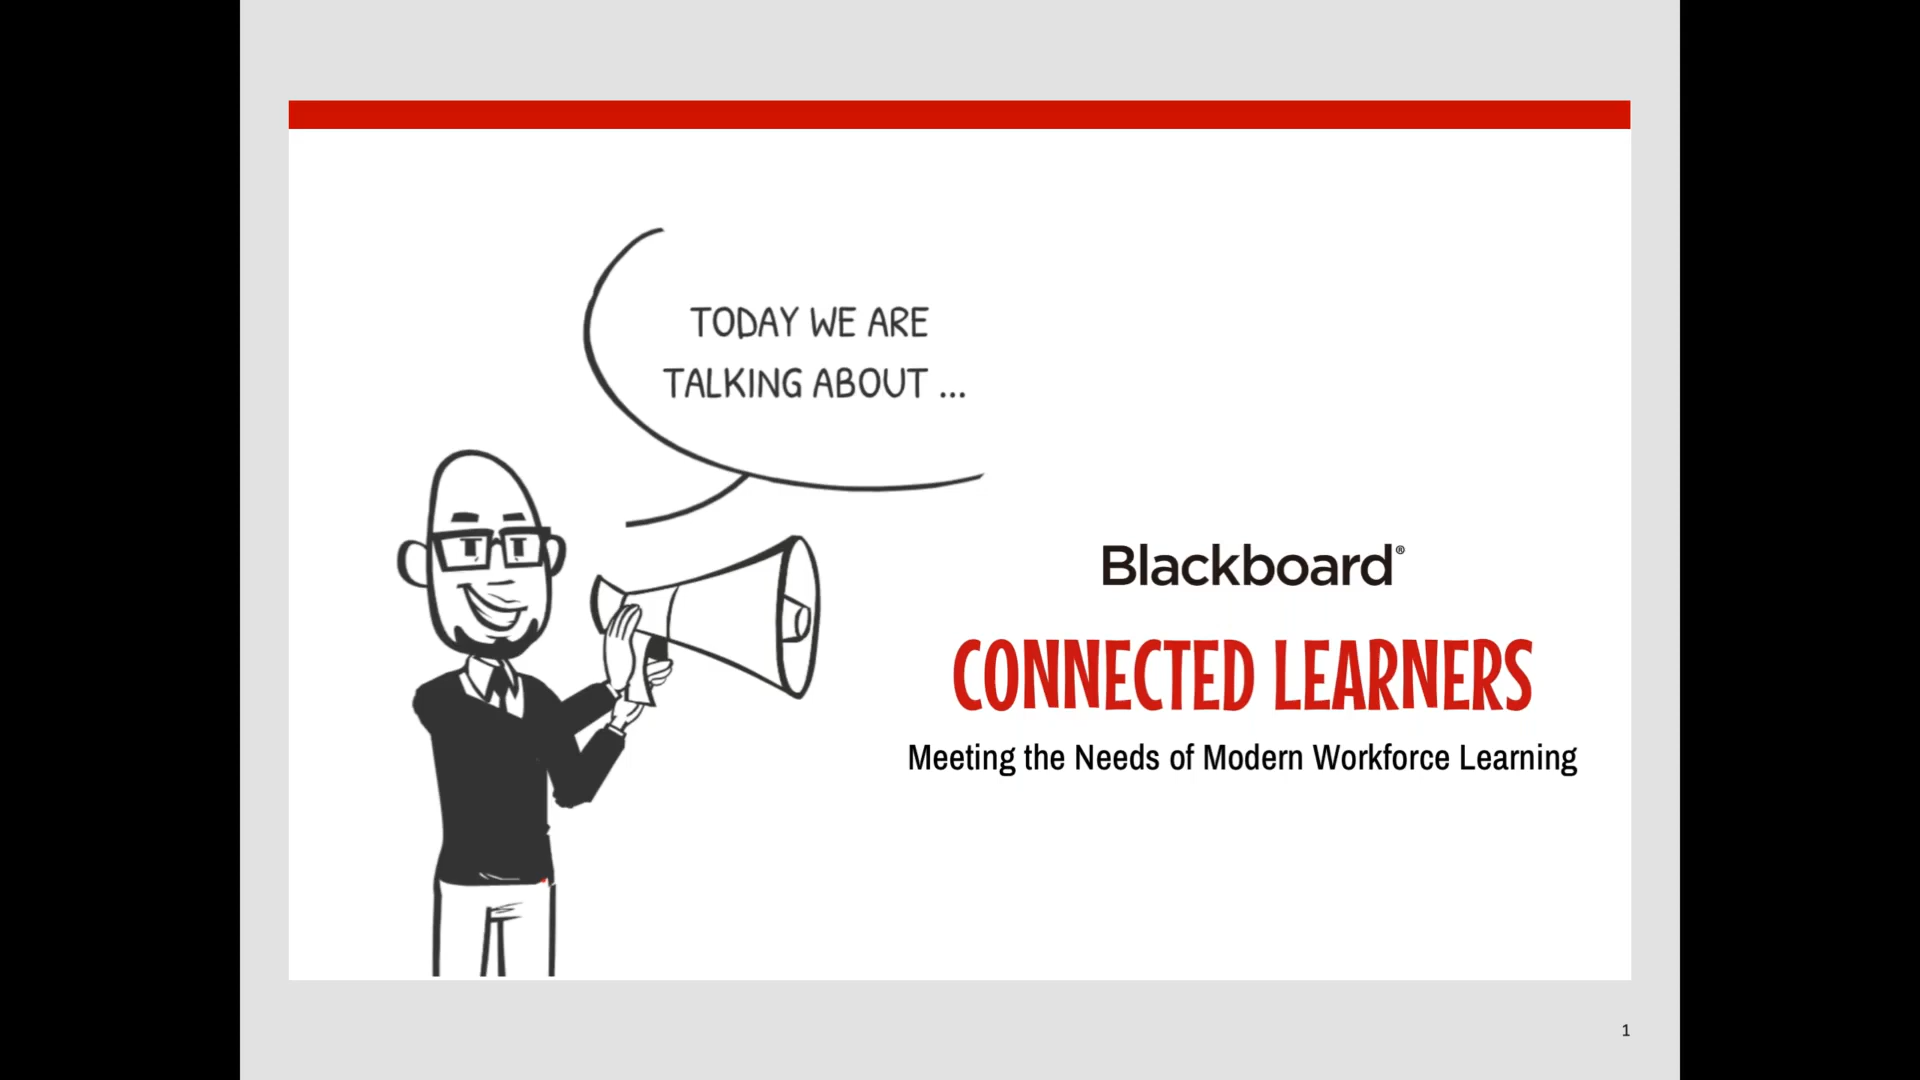 TODAY WE ARE
TALKING ABOUT ...
Blackboard®
CONNECTED LEARNERS
Meeting the Needs of Modern Workforce Learning
1